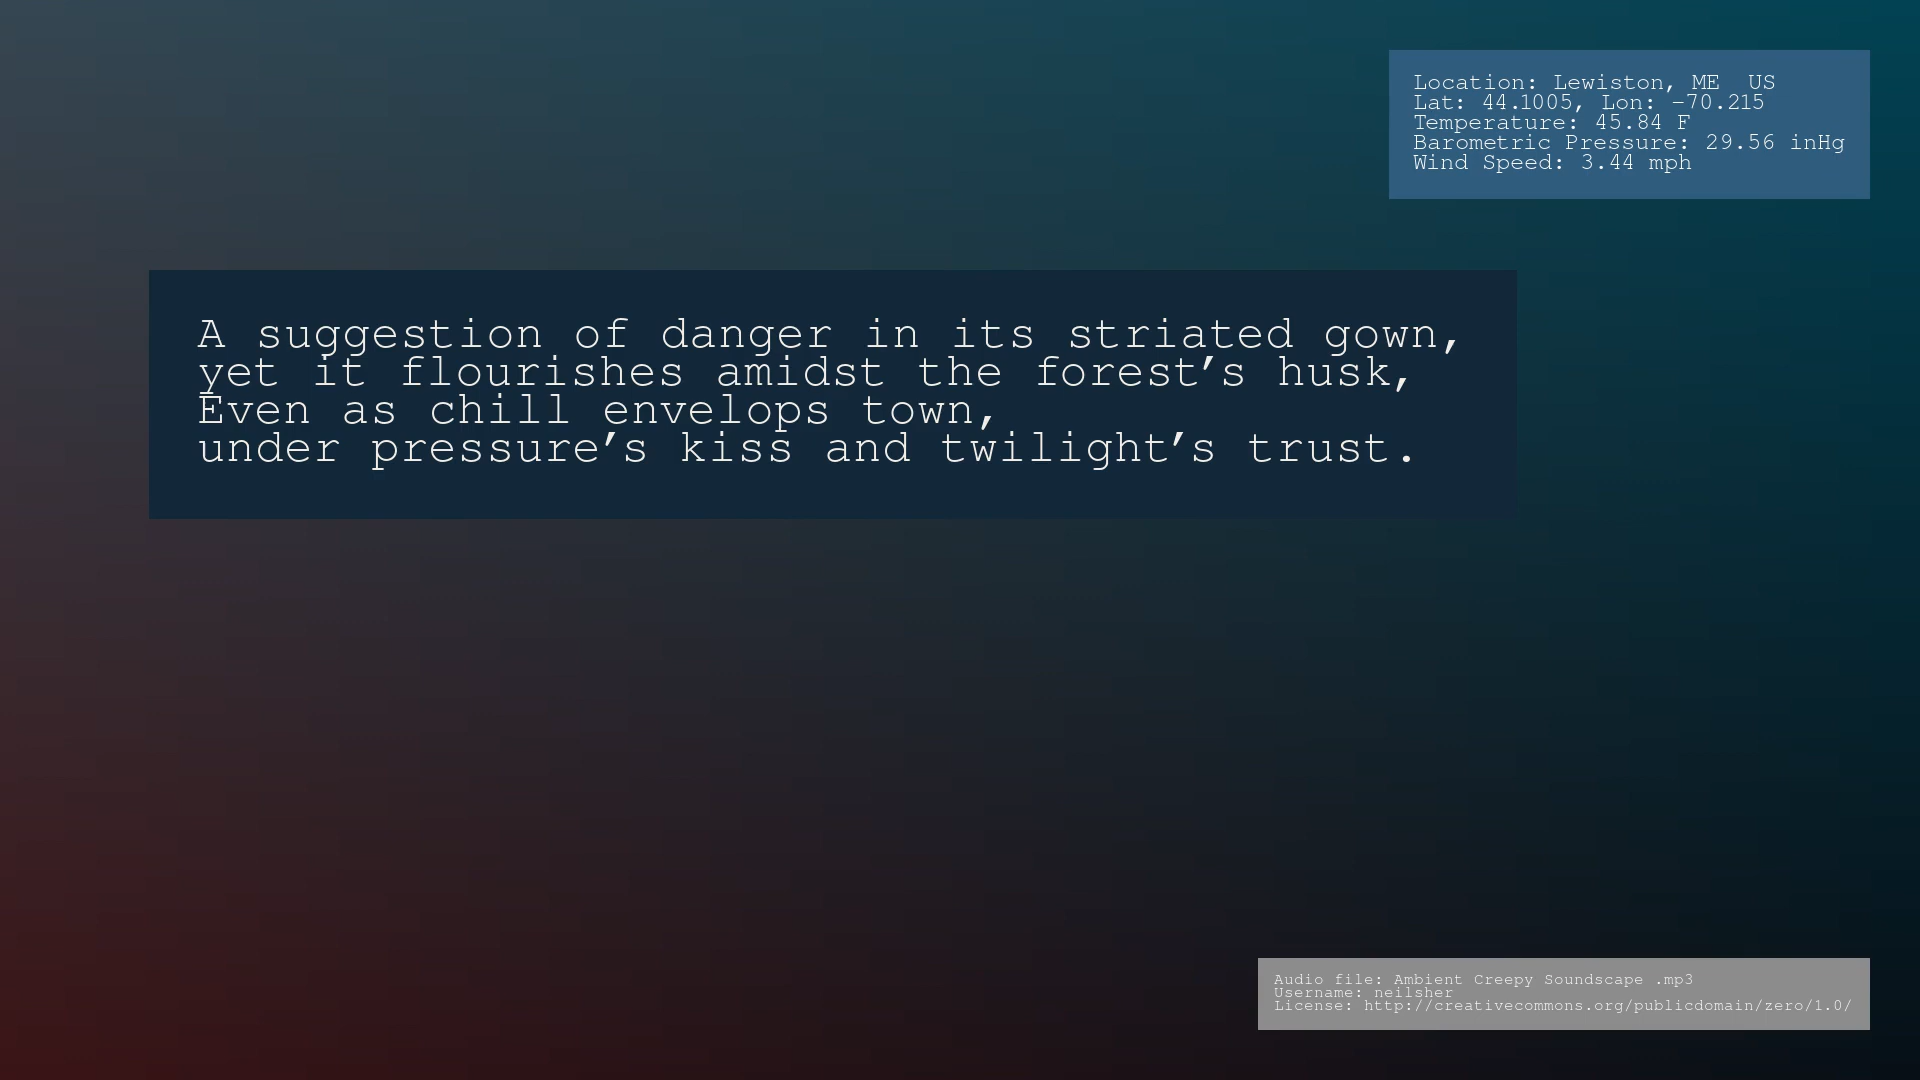 Location: Lewiston, ME  US
Lat: 44.1005, Lon: -70.215
Temperature: 45.84 F
Barometric Pressure: 29.56 inHg
Wind Speed: 3.44 mph
A suggestion of danger in its striated gown,
yet it flourishes amidst the forest’s husk,
Even as chill envelops town,
under pressure’s kiss and twilight’s trust.
Audio file: Ambient Creepy Soundscape .mp3
Username: neilsher
License: http://creativecommons.org/publicdomain/zero/1.0/